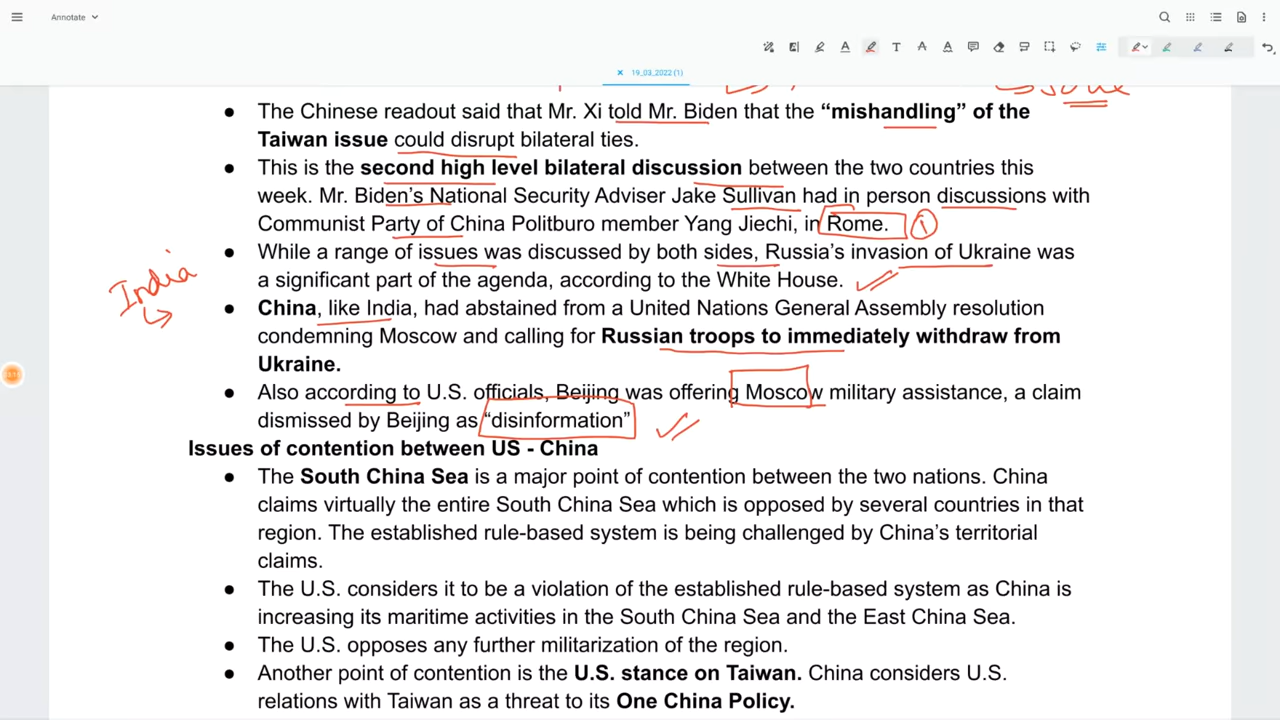 Annotate
19_03_2022 (1)
The Chinese readout said that Mr. Xi told Mr. Biden that the “mishandling” of the
Taiwan issue could disrupt bilateral ties.
This is the second high level bilateral discussion between the two countries this
week. Mr. Biden’s National Security Adviser Jake Sullivan had in person discussions with
Communist Party of China Politburo member Yang Jiechi, in Rome. 1
While a range of issues was discussed by both sides, Russia’s invasion of Ukraine was
a significant part of the agenda, according to the White House.
India
China, like India, had abstained from a United Nations General Assembly resolution
condemning Moscow and calling for Russian troops to immediately withdraw from
Ukraine.
Also according to U.S. officials, Beijing was offering Moscow military assistance, a claim
dismissed by Beijing as “disinformation”
Issues of contention between US - China
The South China Sea is a major point of contention between the two nations. China
claims virtually the entire South China Sea which is opposed by several countries in that
region. The established rule-based system is being challenged by China’s territorial
claims.
The U.S. considers it to be a violation of the established rule-based system as China is
increasing its maritime activities in the South China Sea and the East China Sea.
The U.S. opposes any further militarization of the region.
Another point of contention is the U.S. stance on Taiwan. China considers U.S.
relations with Taiwan as a threat to its One China Policy.